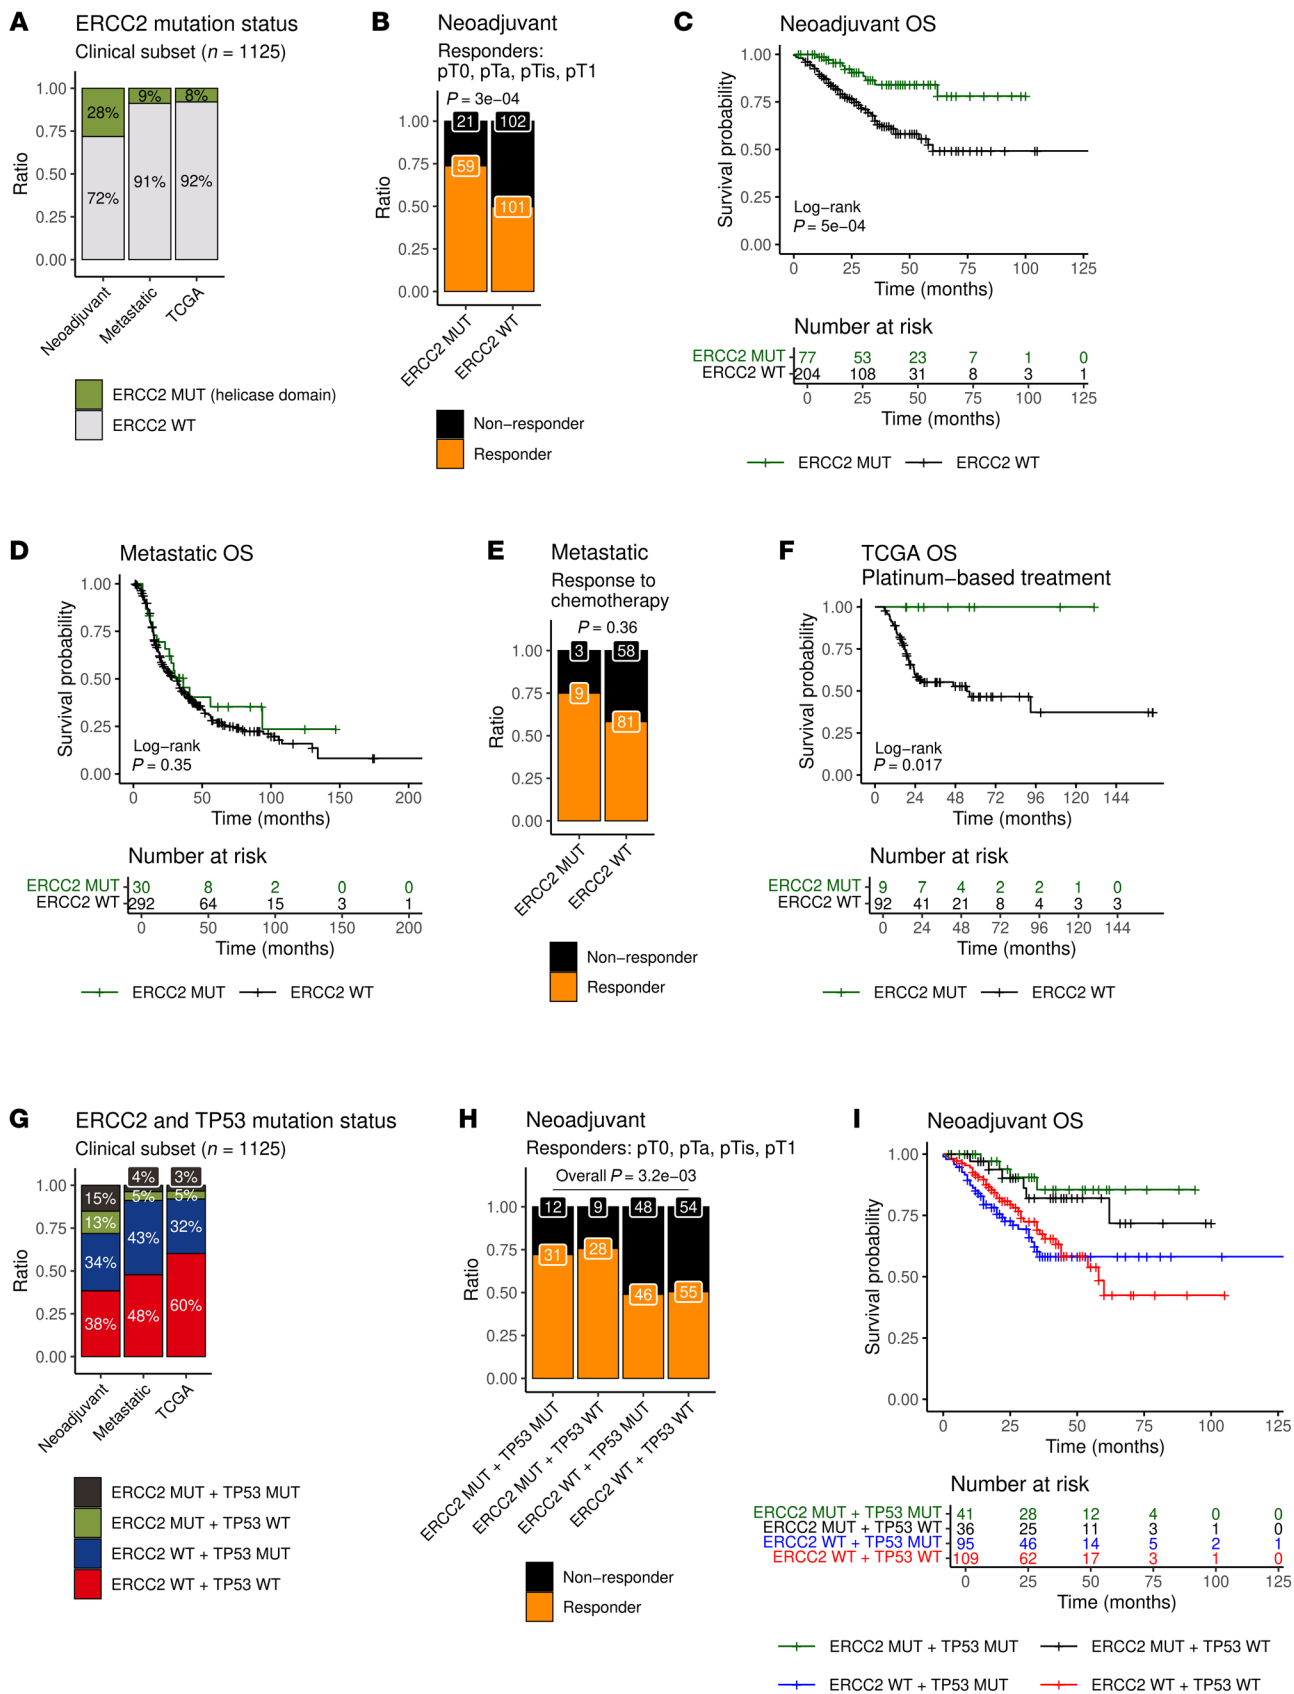 A
ERCC2 mutation status
Clinical subset (n = 1125)
1.00
0.75
0.50
0.25
0.00
Ratio
28%
72%
9%
91%
8%
92%
Neoadjuvant
Metastatic
TCGA
ERCC2 MUT (helicase domain)
ERCC2 WT
B
Neoadjuvant
Responders:
pT0, pTa, pTis, pT1
P = 3e−04
1.00
0.75
0.50
0.25
0.00
Ratio
21
102
59
101
ERCC2 MUT
ERCC2 WT
Non−responder
Responder
C
Neoadjuvant OS
1.00
0.75
0.50
0.25
0.00
Survival probability
Log−rank
P = 5e−04
0 25 50 75 100 125
Time (months)
Number at risk
ERCC2 MUT 77 53 23 7 1 0
ERCC2 WT 204 108 31 8 3 1
0 25 50 75 100 125
Time (months)
ERCC2 MUT ERCC2 WT
D
Metastatic OS
1.00
0.75
0.50
0.25
0.00
Survival probability
Log−rank
P = 0.35
0 50 100 150 200
Time (months)
Number at risk
ERCC2 MUT 30 8 2 0 0
ERCC2 WT 292 64 15 3 1
0 50 100 150 200
Time (months)
ERCC2 MUT ERCC2 WT
E
Metastatic
Response to
chemotherapy
P = 0.36
1.00
0.75
0.50
0.25
0.00
Ratio
3
58
9
81
ERCC2 MUT
ERCC2 WT
Non−responder
Responder
F
TCGA OS
Platinum−based treatment
1.00
0.75
0.50
0.25
0.00
Survival probability
Log−rank
P = 0.017
0 24 48 72 96 120 144
Time (months)
Number at risk
ERCC2 MUT 9 7 4 2 2 1 0
ERCC2 WT 92 41 21 8 4 3 3
0 24 48 72 96 120 144
Time (months)
ERCC2 MUT ERCC2 WT
G
ERCC2 and TP53 mutation status
Clinical subset (n = 1125)
1.00
0.75
0.50
0.25
0.00
Ratio
15%
13%
34%
38%
4%
5%
43%
48%
3%
5%
32%
60%
Neoadjuvant
Metastatic
TCGA
ERCC2 MUT + TP53 MUT
ERCC2 MUT + TP53 WT
ERCC2 WT + TP53 MUT
ERCC2 WT + TP53 WT
H
Neoadjuvant
Responders: pT0, pTa, pTis, pT1
Overall P = 3.2e−03
1.00
0.75
0.50
0.25
0.00
Ratio
12
9
48
54
31
28
46
55
ERCC2 MUT + TP53 MUT
ERCC2 MUT + TP53 WT
ERCC2 WT + TP53 MUT
ERCC2 WT + TP53 WT
Non−responder
Responder
I
Neoadjuvant OS
1.00
0.75
0.50
0.25
0.00
Survival probability
0 25 50 75 100 125
Time (months)
Number at risk
ERCC2 MUT + TP53 MUT 41 28 12 4 0 0
ERCC2 MUT + TP53 WT 36 25 11 3 1 0
ERCC2 WT + TP53 MUT 95 46 14 5 2 1
ERCC2 WT + TP53 WT 109 62 17 3 1 0
0 25 50 75 100 125
Time (months)
ERCC2 MUT + TP53 MUT ERCC2 MUT + TP53 WT
ERCC2 WT + TP53 MUT ERCC2 WT + TP53 WT